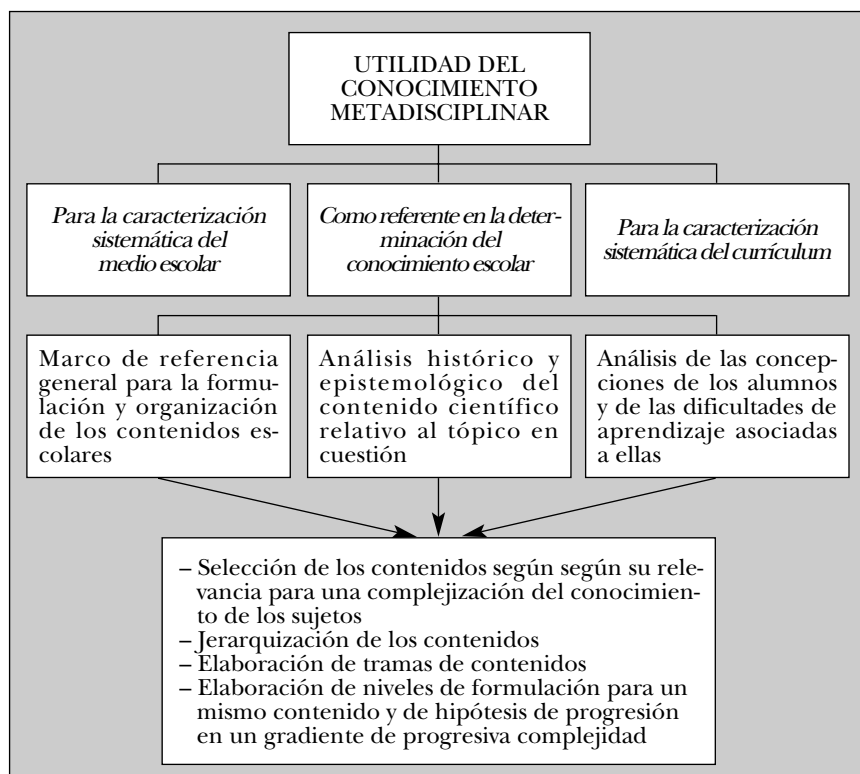 UTILIDAD DEL
CONOCIMIENTO
METADISCIPLINAR
Para la caracterización
sistemática del
medio escolar
Como referente en la deter-
minación del
conocimiento escolar
Para la caracterización
sistemática del currículum
Marco de referencia
general para la formu-
lación y organización
de los contenidos es-
colares
Análisis histórico y
epistemológico del
contenido científico
relativo al tópico en
cuestión
Análisis de las concep-
ciones de los alumnos
y de las dificultades de
aprendizaje asociadas
a ellas
– Selección de los contenidos según según su rele-
vancia para una complejización del conocimien-
to de los sujetos
– Jerarquización de los contenidos
– Elaboración de tramas de contenidos
– Elaboración de niveles de formulación para un
mismo contenido y de hipótesis de progresión
en un gradiente de progresiva complejidad